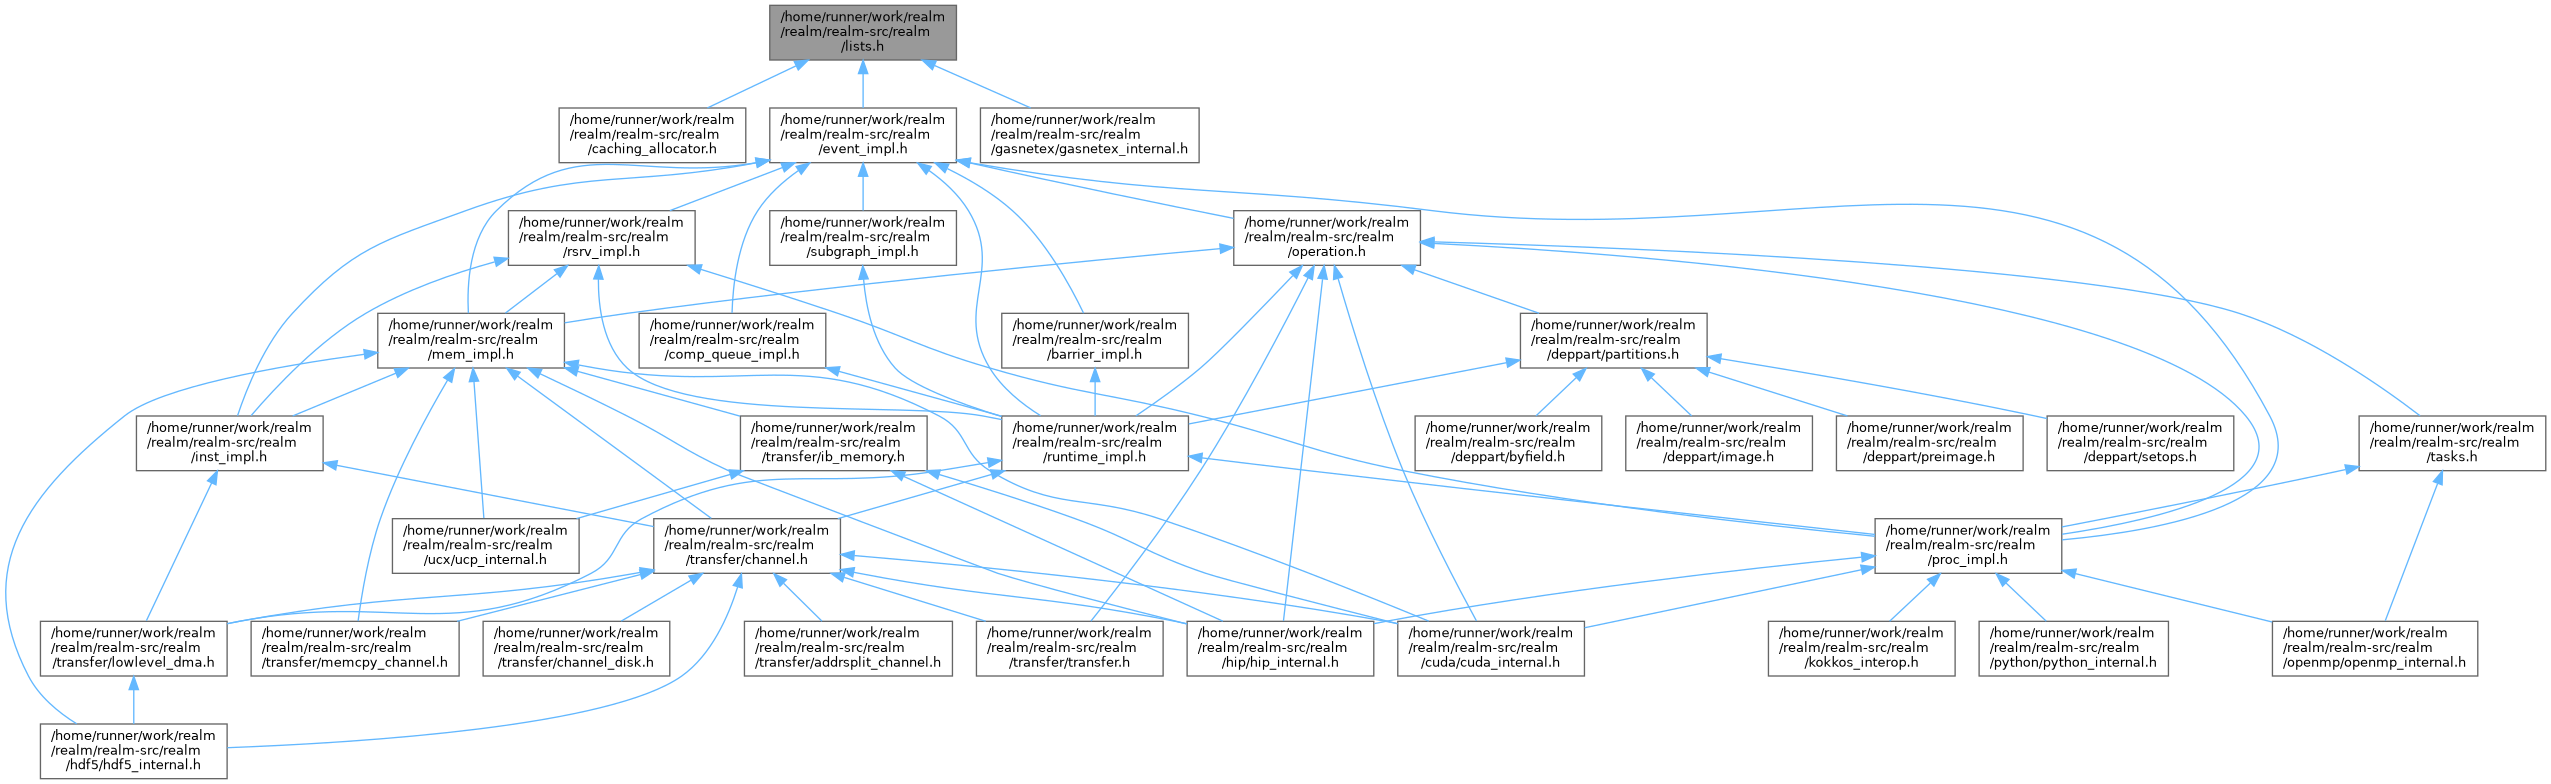 /home/runner/work/realm
/realm/realm-src/realm
/lists.h
/home/runner/work/realm
/realm/realm-src/realm
/caching_allocator.h
/home/runner/work/realm
/realm/realm-src/realm
/event_impl.h
/home/runner/work/realm
/realm/realm-src/realm
/gasnetex/gasnetex_internal.h
/home/runner/work/realm
/realm/realm-src/realm
/rsrv_impl.h
/home/runner/work/realm
/realm/realm-src/realm
/subgraph_impl.h
/home/runner/work/realm
/realm/realm-src/realm
/operation.h
/home/runner/work/realm
/realm/realm-src/realm
/mem_impl.h
/home/runner/work/realm
/realm/realm-src/realm
/comp_queue_impl.h
/home/runner/work/realm
/realm/realm-src/realm
/barrier_impl.h
/home/runner/work/realm
/realm/realm-src/realm
/deppart/partitions.h
/home/runner/work/realm
/realm/realm-src/realm
/inst_impl.h
/home/runner/work/realm
/realm/realm-src/realm
/transfer/ib_memory.h
/home/runner/work/realm
/realm/realm-src/realm
/runtime_impl.h
/home/runner/work/realm
/realm/realm-src/realm
/deppart/byfield.h
/home/runner/work/realm
/realm/realm-src/realm
/deppart/image.h
/home/runner/work/realm
/realm/realm-src/realm
/deppart/preimage.h
/home/runner/work/realm
/realm/realm-src/realm
/deppart/setops.h
/home/runner/work/realm
/realm/realm-src/realm
/tasks.h
/home/runner/work/realm
/realm/realm-src/realm
/ucx/ucp_internal.h
/home/runner/work/realm
/realm/realm-src/realm
/transfer/channel.h
/home/runner/work/realm
/realm/realm-src/realm
/proc_impl.h
/home/runner/work/realm
/realm/realm-src/realm
/transfer/lowlevel_dma.h
/home/runner/work/realm
/realm/realm-src/realm
/transfer/memcpy_channel.h
/home/runner/work/realm
/realm/realm-src/realm
/transfer/channel_disk.h
/home/runner/work/realm
/realm/realm-src/realm
/transfer/addrsplit_channel.h
/home/runner/work/realm
/realm/realm-src/realm
/transfer/transfer.h
/home/runner/work/realm
/realm/realm-src/realm
/hip/hip_internal.h
/home/runner/work/realm
/realm/realm-src/realm
/cuda/cuda_internal.h
/home/runner/work/realm
/realm/realm-src/realm
/kokkos_interop.h
/home/runner/work/realm
/realm/realm-src/realm
/python/python_internal.h
/home/runner/work/realm
/realm/realm-src/realm
/openmp/openmp_internal.h
/home/runner/work/realm
/realm/realm-src/realm
/hdf5/hdf5_internal.h